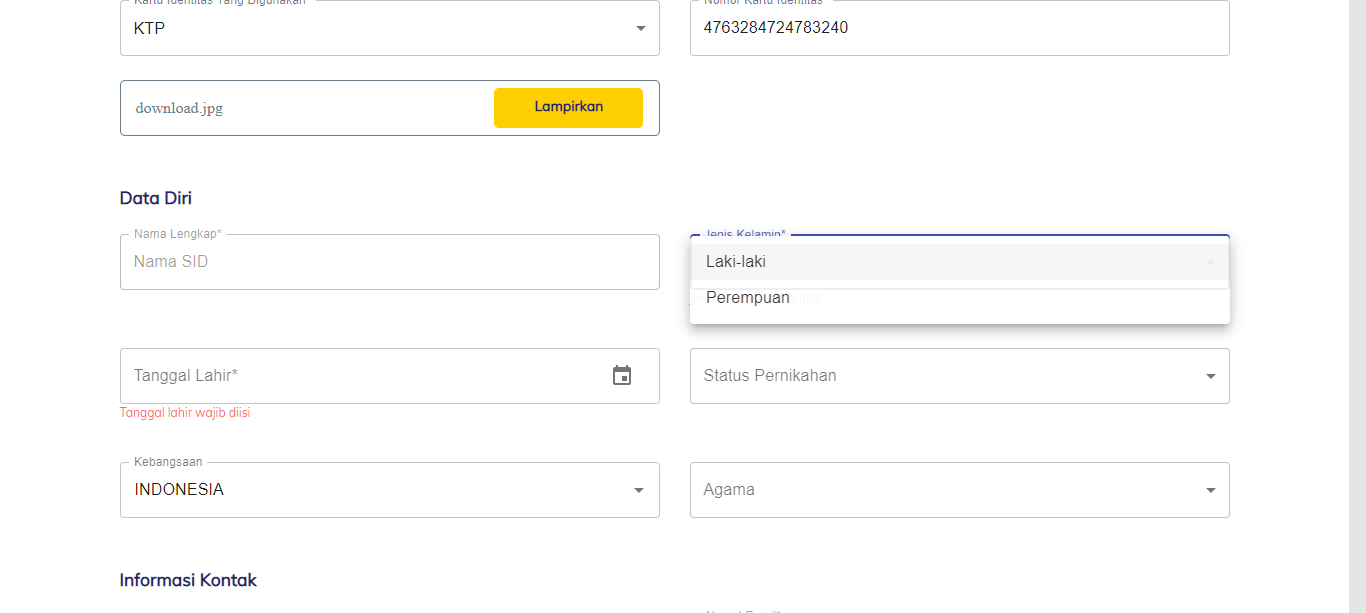 Kartu Identitas Yang Digunakan
Nomor Kartu Identitas
KTP
4763284724783240
download.jpg
Lampirkan
Data Diri
Nama Lengkap*
Jenis Kelamin*
Nama SID
Laki-laki
Perempuan
Tanggal Lahir*
Status Pernikahan
Tanggal lahir wajib diisi
Kebangsaan
INDONESIA
Agama
Informasi Kontak